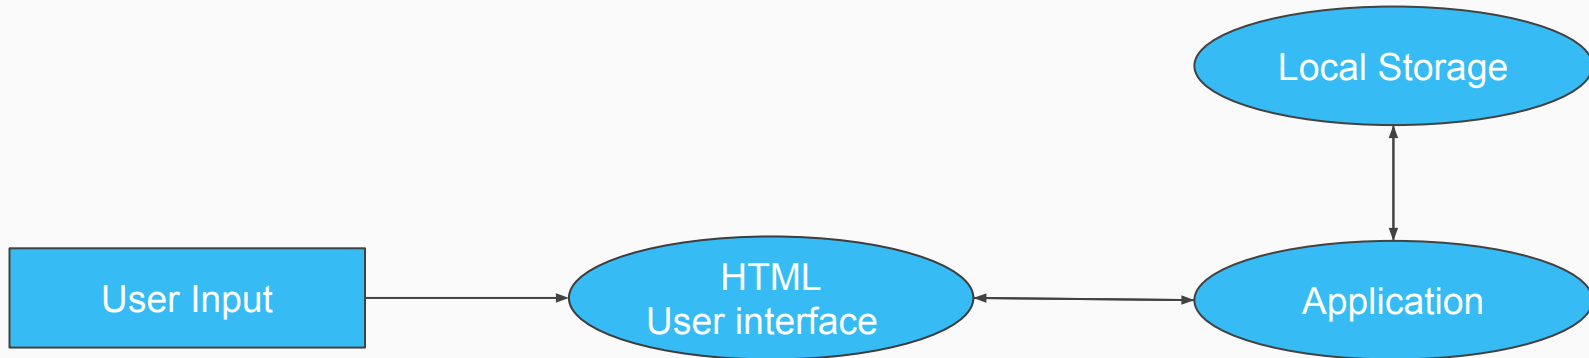 Local Storage
User Input
HTML
User interface
Application